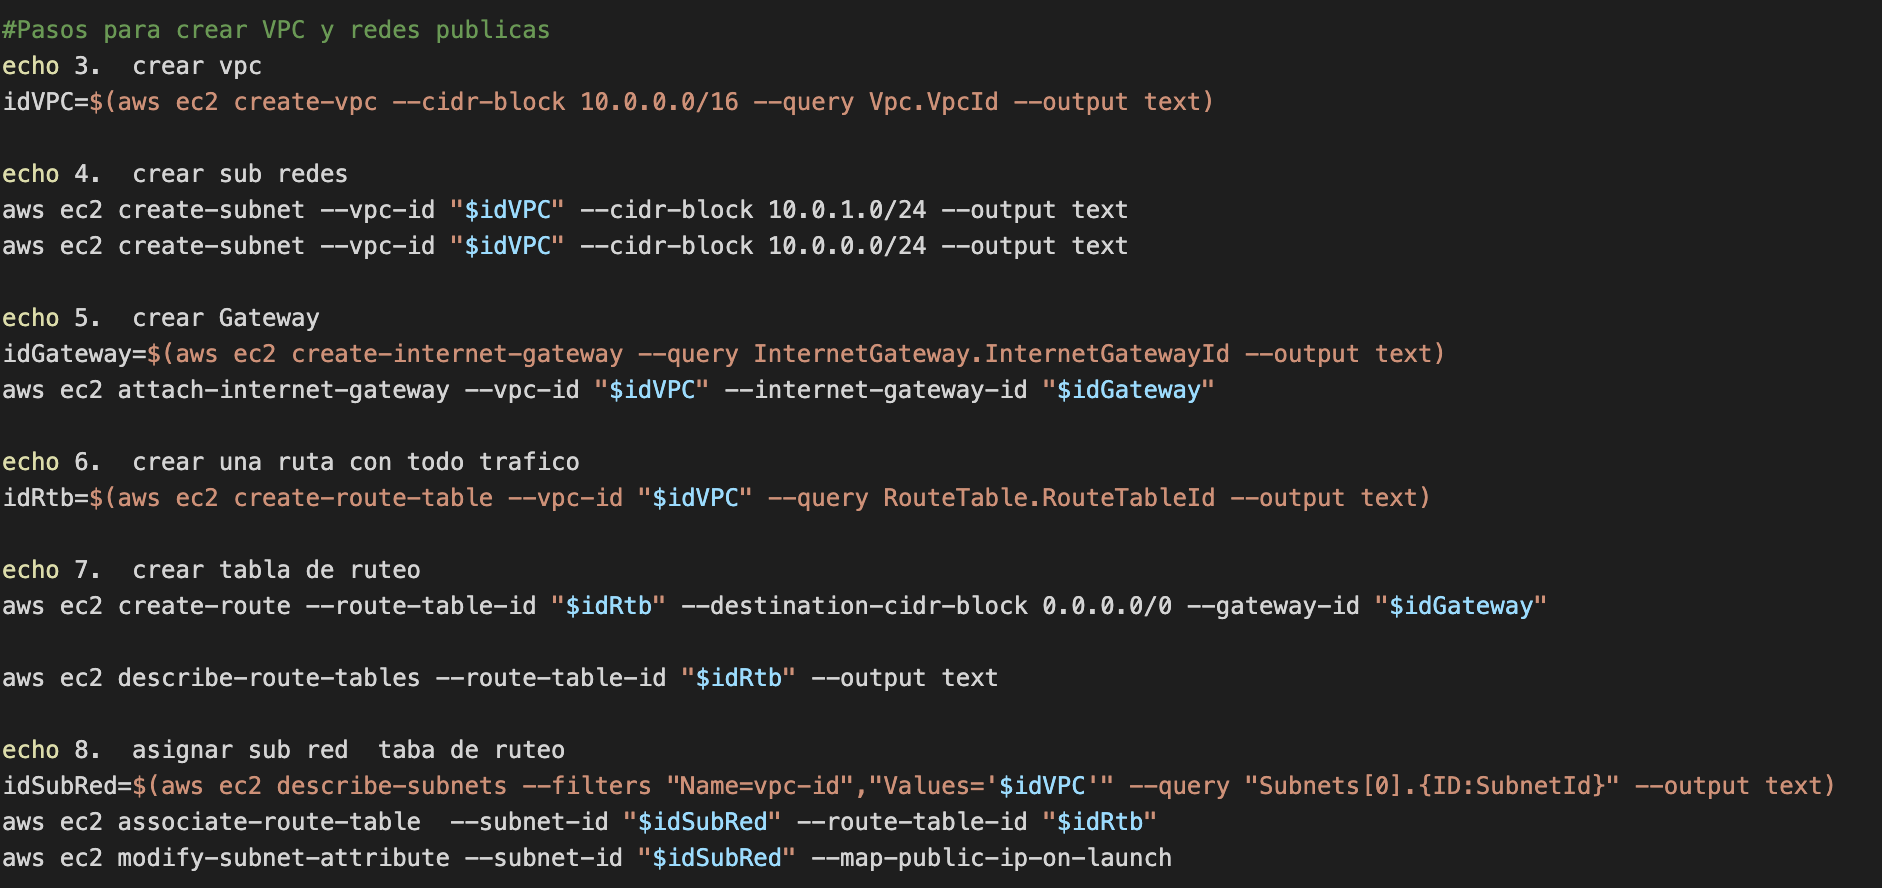 #Pasos para crear VPC y redes publicas
echo 3.  crear vpc
idVPC=$(aws ec2 create-vpc --cidr-block 10.0.0.0/16 --query Vpc.VpcId --output text)
echo 4.  crear sub redes
aws ec2 create-subnet --vpc-id "$idVPC" --cidr-block 10.0.1.0/24 --output text
aws ec2 create-subnet --vpc-id "$idVPC" --cidr-block 10.0.0.0/24 --output text
echo 5.  crear Gateway
idGateway=$(aws ec2 create-internet-gateway --query InternetGateway.InternetGatewayId --output text)
aws ec2 attach-internet-gateway --vpc-id "$idVPC" --internet-gateway-id "$idGateway"
echo 6.  crear una ruta con todo trafico
idRtb=$(aws ec2 create-route-table --vpc-id "$idVPC" --query RouteTable.RouteTableId --output text)
echo 7.  crear tabla de ruteo
aws ec2 create-route --route-table-id "$idRtb" --destination-cidr-block 0.0.0.0/0 --gateway-id "$idGateway"
aws ec2 describe-route-tables --route-table-id "$idRtb" --output text
echo 8.  asignar sub red  taba de ruteo
idSubRed=$(aws ec2 describe-subnets --filters "Name=vpc-id","Values='$idVPC'" --query "Subnets[0].{ID:SubnetId}" --output text)
aws ec2 associate-route-table  --subnet-id "$idSubRed" --route-table-id "$idRtb"
aws ec2 modify-subnet-attribute --subnet-id "$idSubRed" --map-public-ip-on-launch